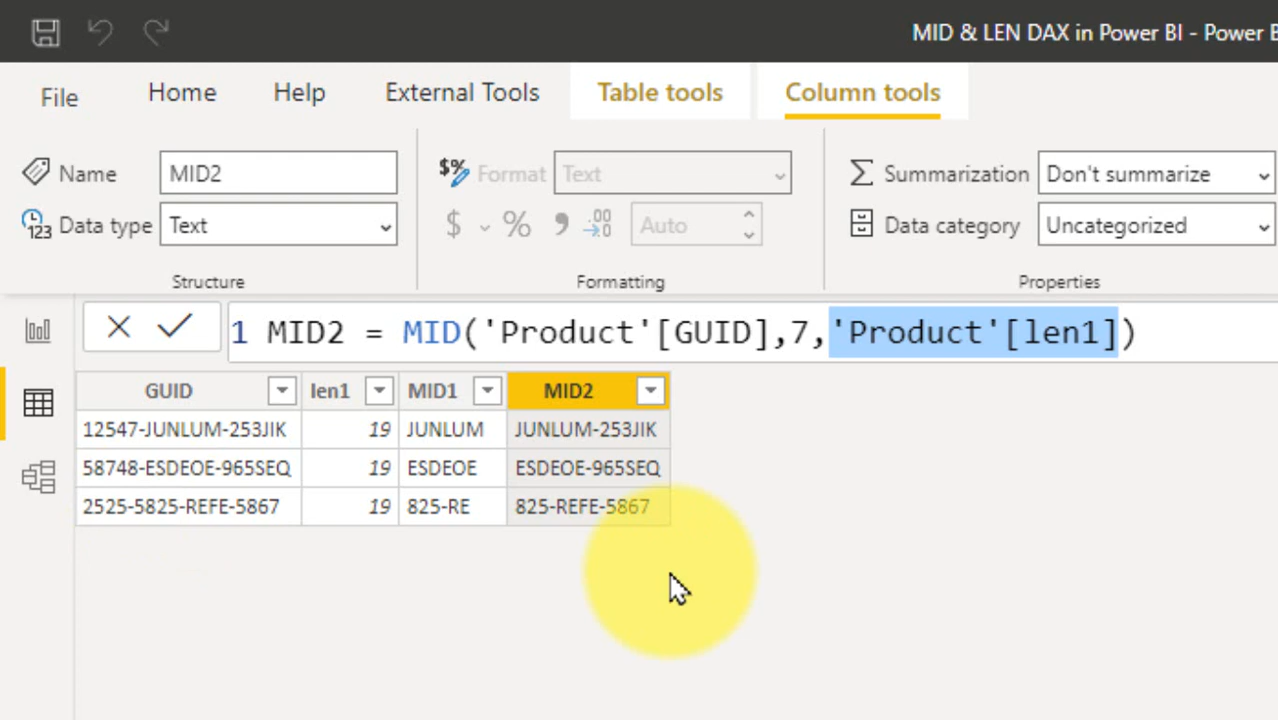 MID & LEN DAX in Power BI - Power B
File Home Help External Tools Table tools Column tools
Name MID2 $% Format Text Σ Summarization Don't summarize
123 Data type Text $ % , .00 →.0 Auto Data category Uncategorized
Structure Formatting Properties
1 MID2 = MID('Product'[GUID],7,'Product'[len1])
GUID len1 MID1 MID2
12547-JUNLUM-253JIK 19 JUNLUM JUNLUM-253JIK
58748-ESDEOE-965SEQ 19 ESDEOE ESDEOE-965SEQ
2525-5825-REFE-5867 19 825-RE 825-REFE-5867